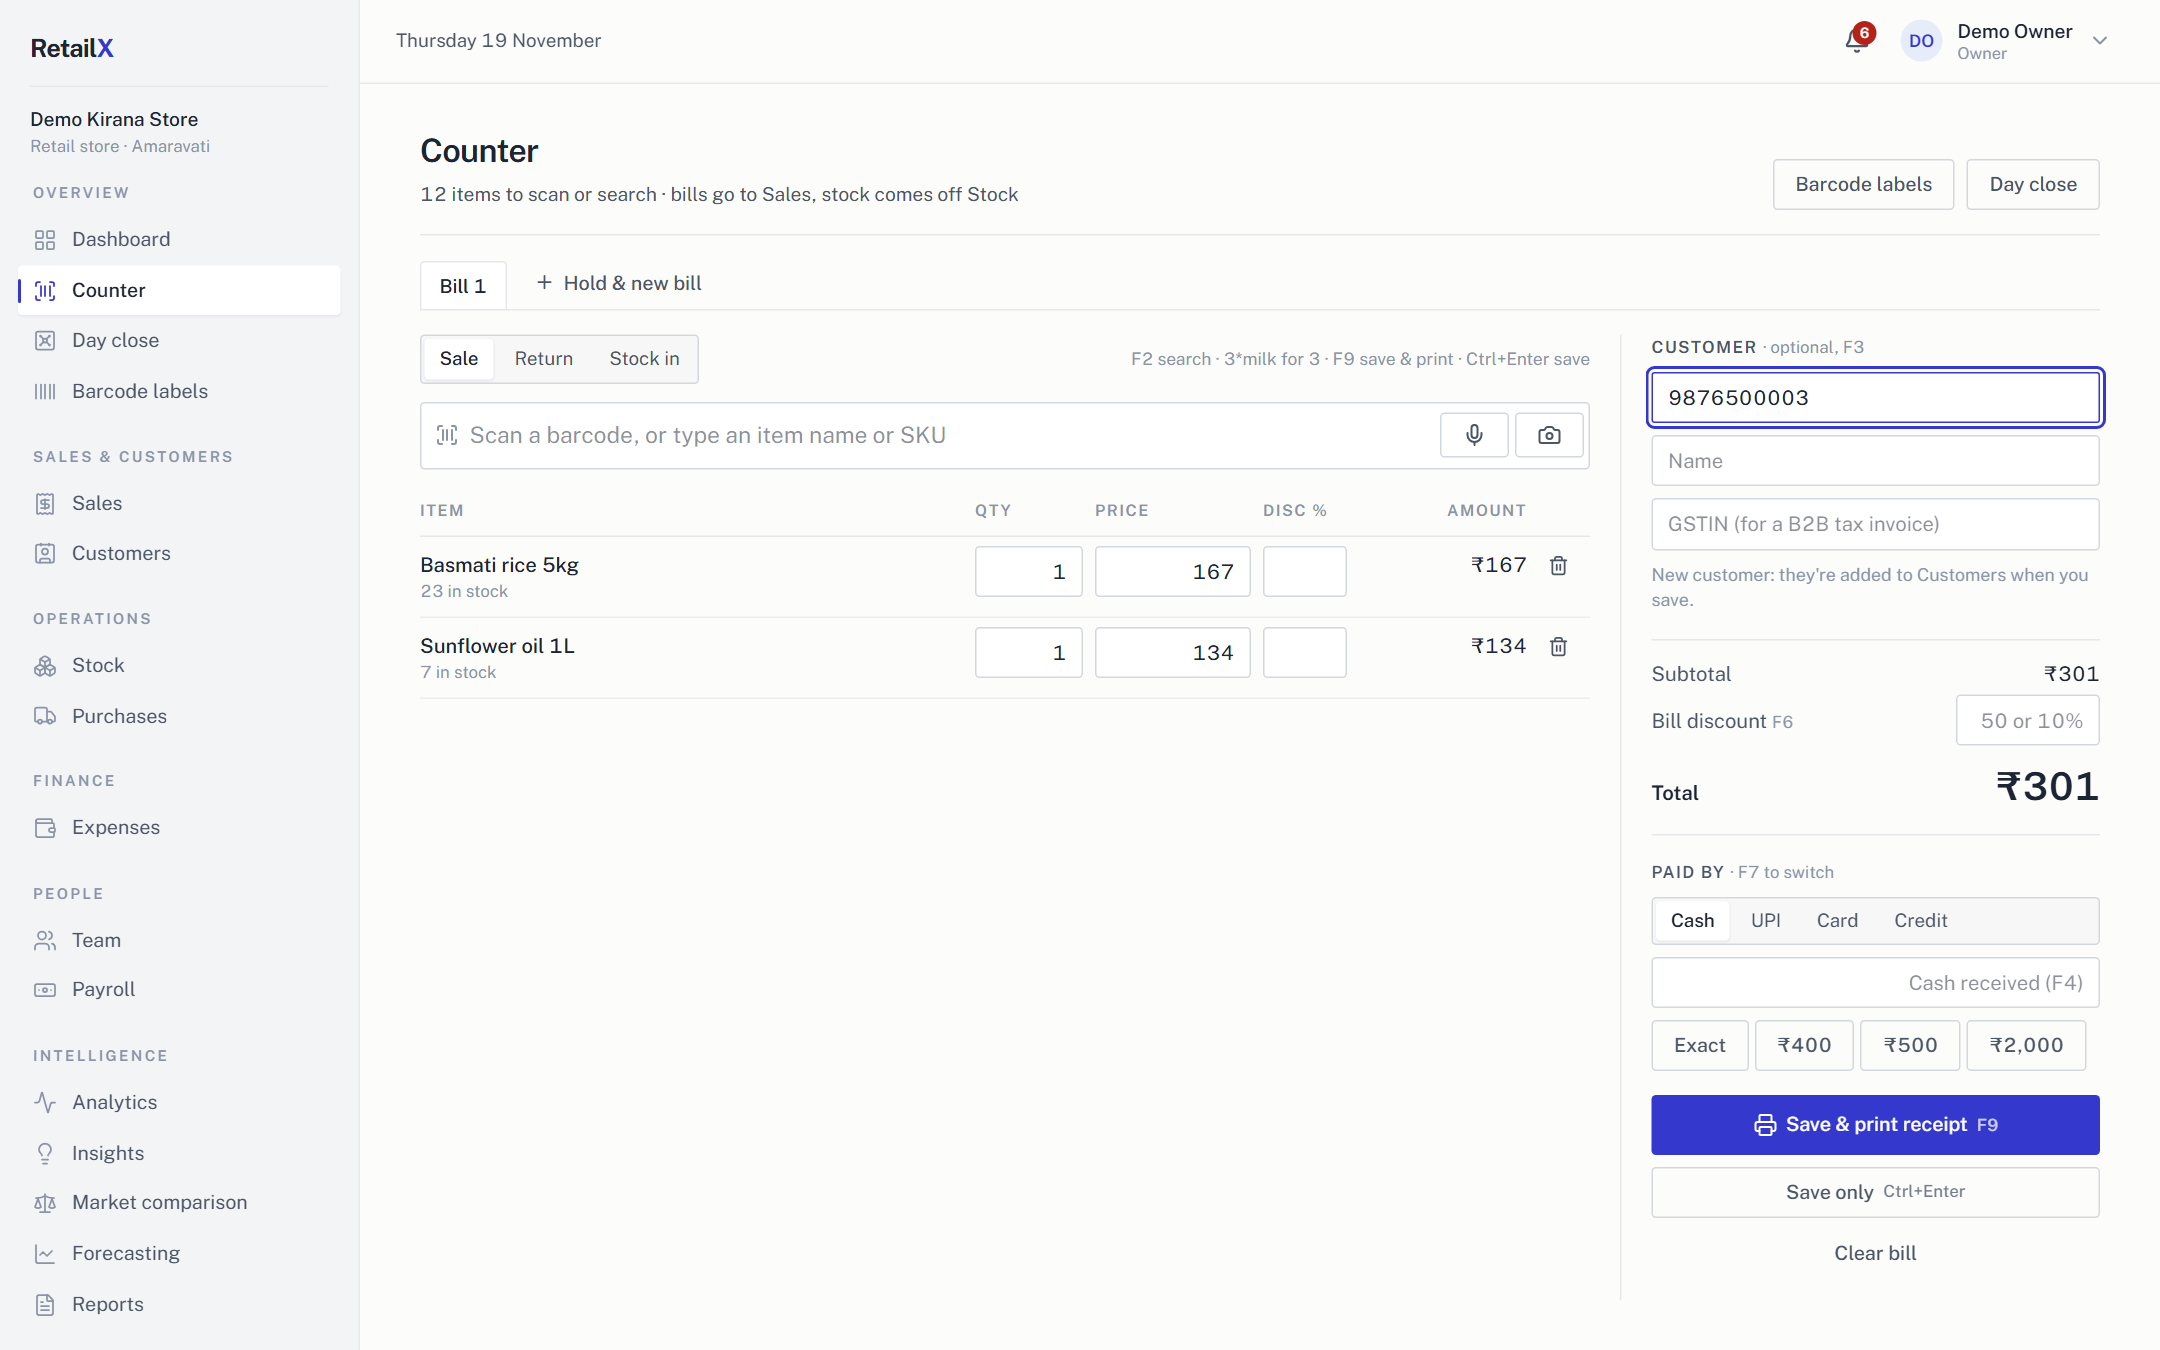 RetailX
Demo Kirana Store
Retail store · Amaravati
OVERVIEW
Dashboard
Counter
Day close
Barcode labels
SALES & CUSTOMERS
Sales
Customers
OPERATIONS
Stock
Purchases
FINANCE
Expenses
PEOPLE
Team
Payroll
INTELLIGENCE
Analytics
Insights
Market comparison
Forecasting
Reports
Thursday 19 November
6
DO
Demo Owner
Owner
Counter
12 items to scan or search · bills go to Sales, stock comes off Stock
Barcode labels
Day close
Bill 1
+ Hold & new bill
Sale Return Stock in
F2 search · 3*milk for 3 · F9 save & print · Ctrl+Enter save
Scan a barcode, or type an item name or SKU
ITEM QTY PRICE DISC % AMOUNT
Basmati rice 5kg 1 167 ₹167
23 in stock
Sunflower oil 1L 1 134 ₹134
7 in stock
CUSTOMER · optional, F3
9876500003
Name
GSTIN (for a B2B tax invoice)
New customer: they're added to Customers when you
save.
Subtotal ₹301
Bill discount F6 50 or 10%
Total ₹301
PAID BY · F7 to switch
Cash UPI Card Credit
Cash received (F4)
Exact ₹400 ₹500 ₹2,000
Save & print receipt F9
Save only Ctrl+Enter
Clear bill